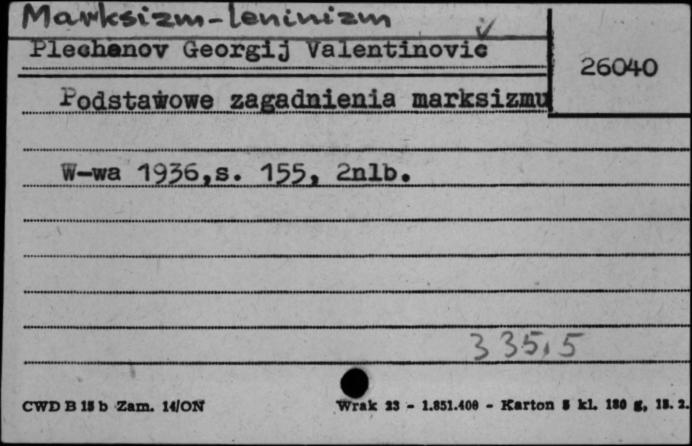 Marksizm-leninizm
Plechanov Georgij Valentinovič
26040
Podstawowe zagadnienia marksizmu
W-wa 1936,s. 155, 2nlb.
335.5
CWD B 18 b Zam. 14/ON
Wrak 23 - 1.851.400 - Karton 5 kl. 180 g, 18. 2.